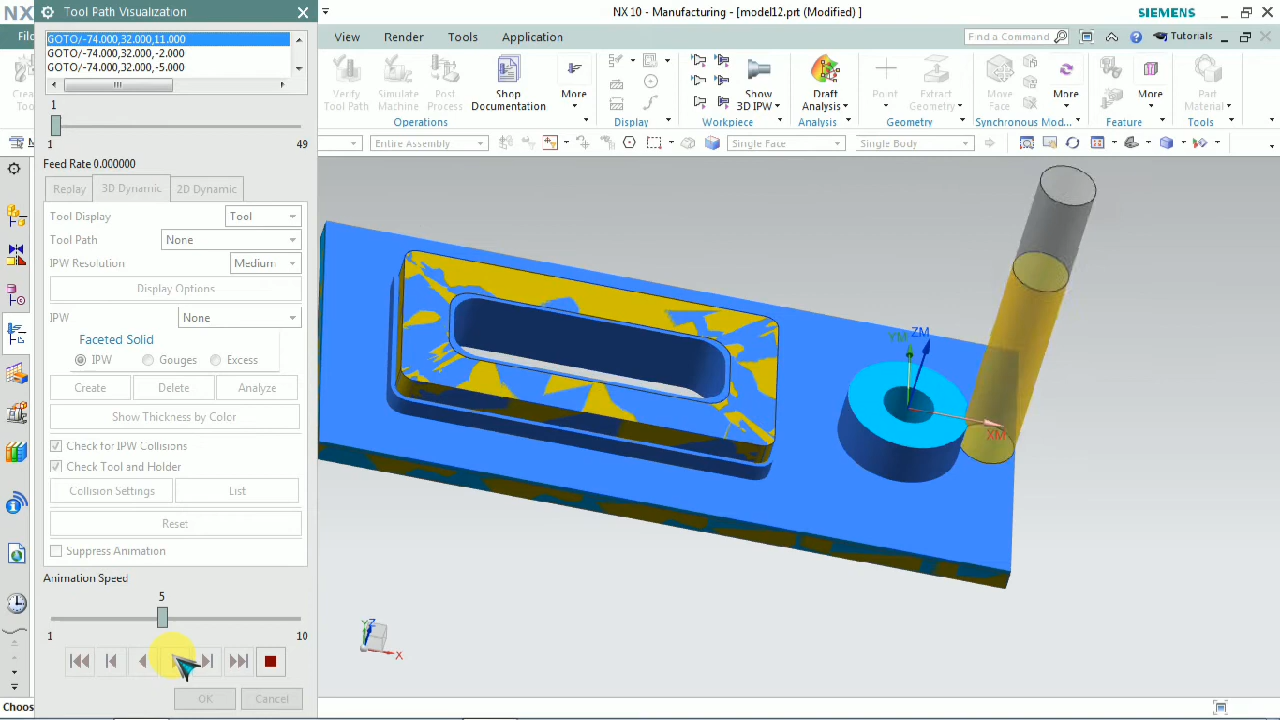 NX
Tool Path Visualization
NX 10 - Manufacturing - [model12.prt (Modified) ]
SIEMENS
View Render Tools Application
Find a Command
Tutorials
GOTO/-74.000,32.000,11.000
GOTO/-74.000,32.000,-2.000
GOTO/-74.000,32.000,-5.000
Verify Tool Path
Simulate Machine
Post Process
Shop Documentation
More
Show 3D IPW
Draft Analysis
Point
Extract Geometry
Move Face
More
More
Part Material
Operations
Display
Workpiece
Analysis
Geometry
Synchronous Mod...
Feature
Tools
Entire Assembly
Single Face
Single Body
1
1 49
Feed Rate 0.000000
Replay 3D Dynamic 2D Dynamic
Tool Display Tool
Tool Path None
IPW Resolution Medium
Display Options
IPW None
Faceted Solid
IPW Gouges Excess
Create Delete Analyze
Show Thickness by Color
Check for IPW Collisions
Check Tool and Holder
Collision Settings List
Reset
Suppress Animation
Animation Speed
5
1 10
OK Cancel
Choos
YM
ZM
XM
Y
Z
X